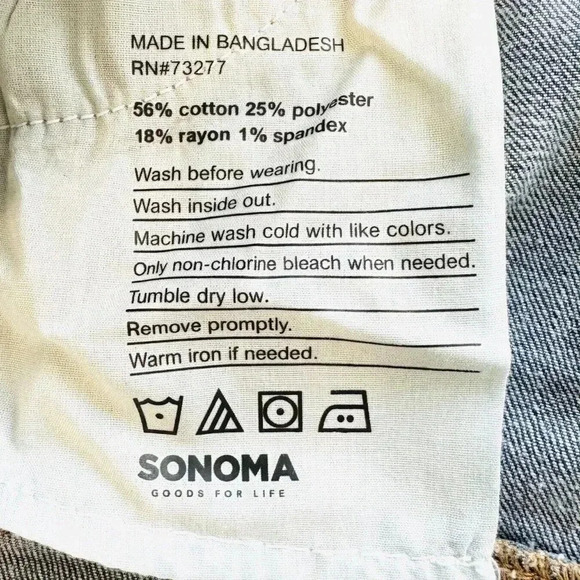 MADE IN BANGLADESH
RN#73277
56% cotton 25% polyester
18% rayon 1% spandex
Wash before wearing.
Wash inside out.
Machine wash cold with like colors.
Only non-chlorine bleach when needed.
Tumble dry low.
Remove promptly.
Warm iron if needed.
SONOMA
GOODS FOR LIFE